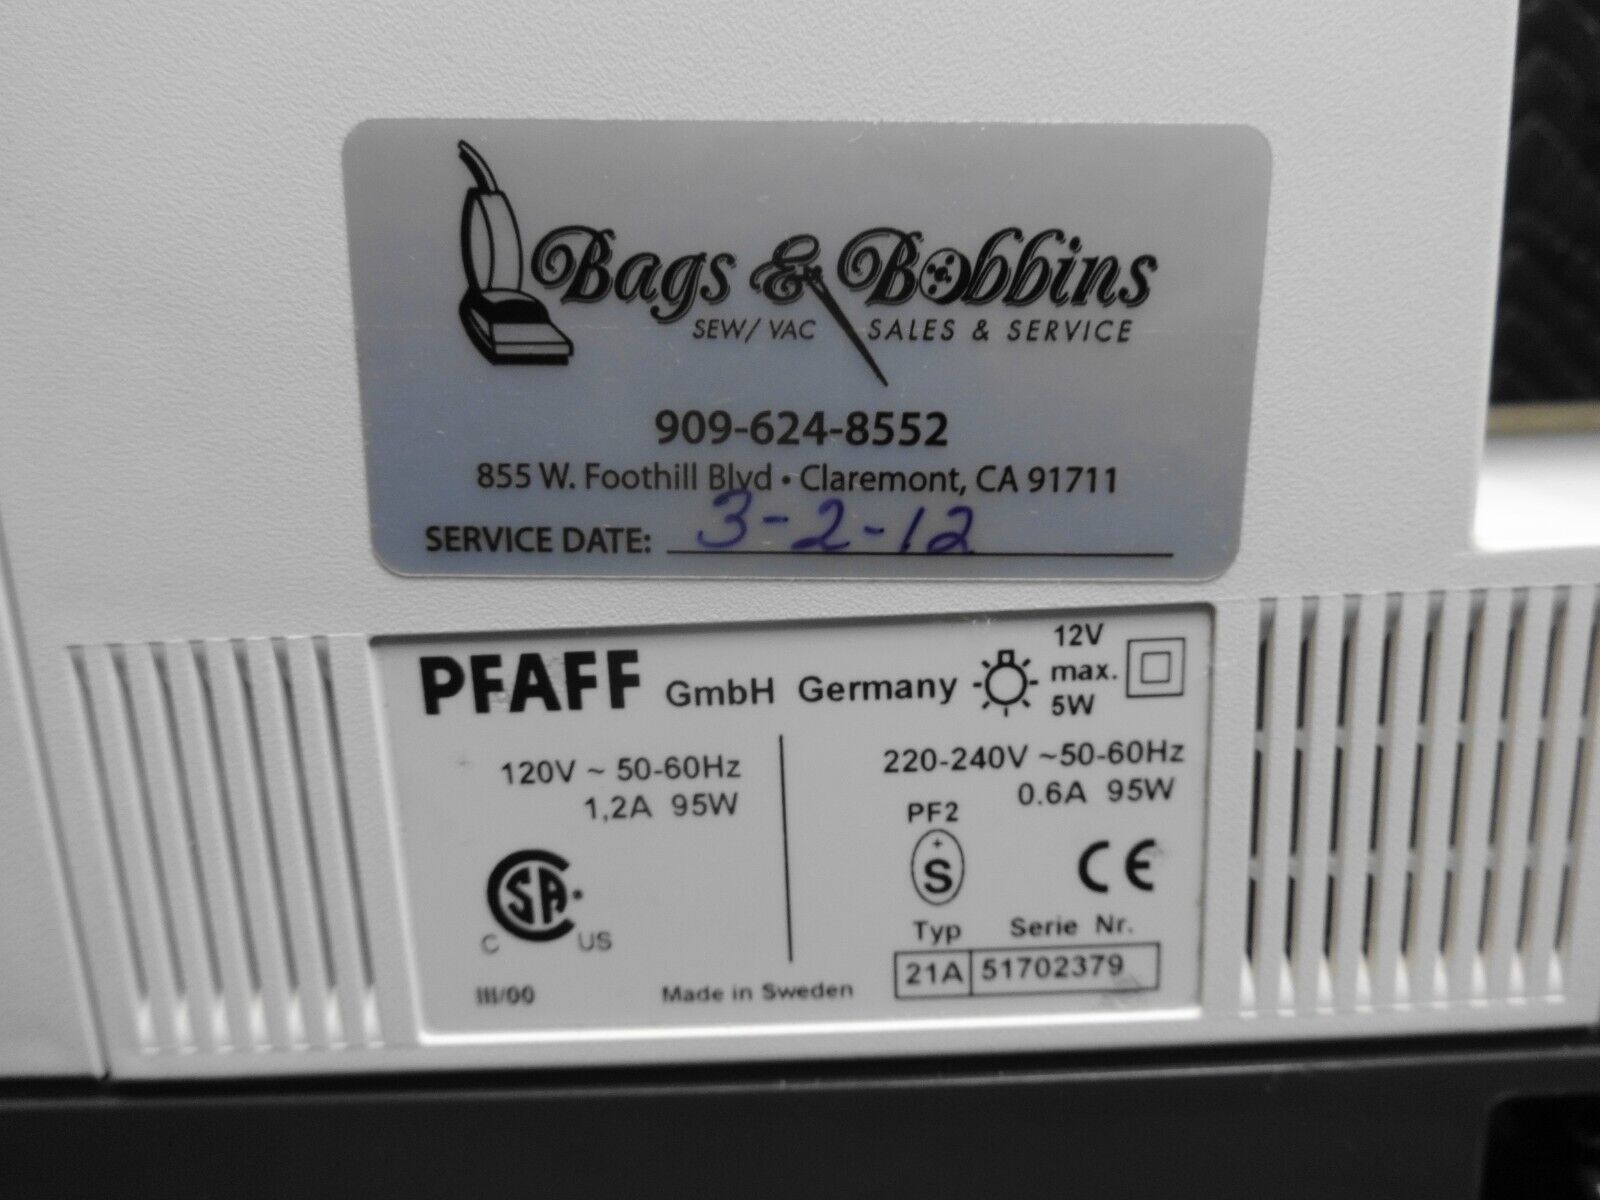 Bags & Bobbins
SEW/ VAC SALES & SERVICE
909-624-8552
855 W. Foothill Blvd • Claremont, CA 91711
SERVICE DATE: 3-2-12
PFAFF GmbH Germany
12V
max.
5W
120V ~ 50-60Hz
1,2A 95W
220-240V ~50-60Hz
0.6A 95W
PF2
+
S
CE
CSA
C US
Typ Serie Nr.
21A 51702379
III/00
Made in Sweden